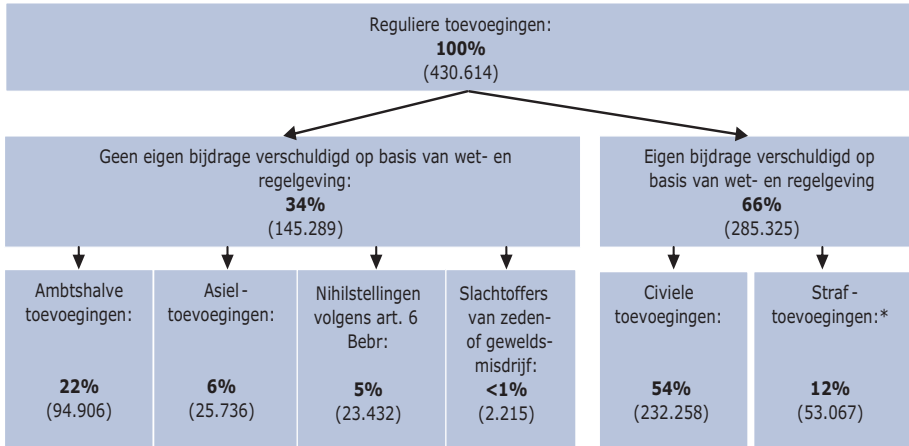 Reguliere toevoegingen:
100%
(430.614)
Geen eigen bijdrage verschuldigd op basis van wet- en
regelgeving:
34%
(145.289)
Eigen bijdrage verschuldigd op
basis van wet- en regelgeving
66%
(285.325)
Ambtshalve
toevoegingen:
22%
(94.906)
Asiel-
toevoegingen:
6%
(25.736)
Nihilstellingen
volgens art. 6
Bebr:
5%
(23.432)
Slachtoffers
van zeden-
of gewelds-
misdrijf:
<1%
(2.215)
Civiele
toevoegingen:
54%
(232.258)
Straf-
toevoegingen:*
12%
(53.067)